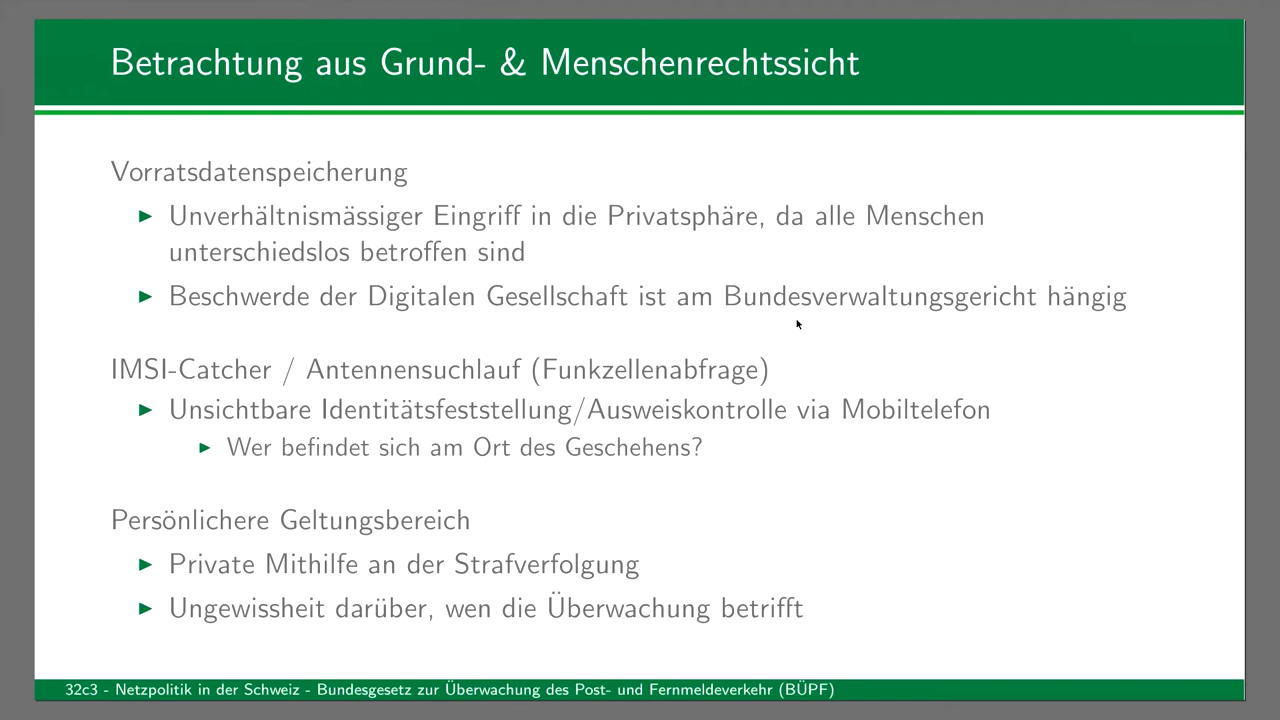 Betrachtung aus Grund- & Menschenrechtssicht
Vorratsdatenspeicherung
▶ Unverhältnismässiger Eingriff in die Privatsphäre, da alle Menschen
unterschiedslos betroffen sind
▶ Beschwerde der Digitalen Gesellschaft ist am Bundesverwaltungsgericht hängig
IMSI-Catcher / Antennensuchlauf (Funkzellenabfrage)
▶ Unsichtbare Identitätsfeststellung/Ausweiskontrolle via Mobiltelefon
▶ Wer befindet sich am Ort des Geschehens?
Persönlichere Geltungsbereich
▶ Private Mithilfe an der Strafverfolgung
▶ Ungewissheit darüber, wen die Überwachung betrifft
32c3 - Netzpolitik in der Schweiz - Bundesgesetz zur Überwachung des Post- und Fernmeldeverkehr (BÜPF)